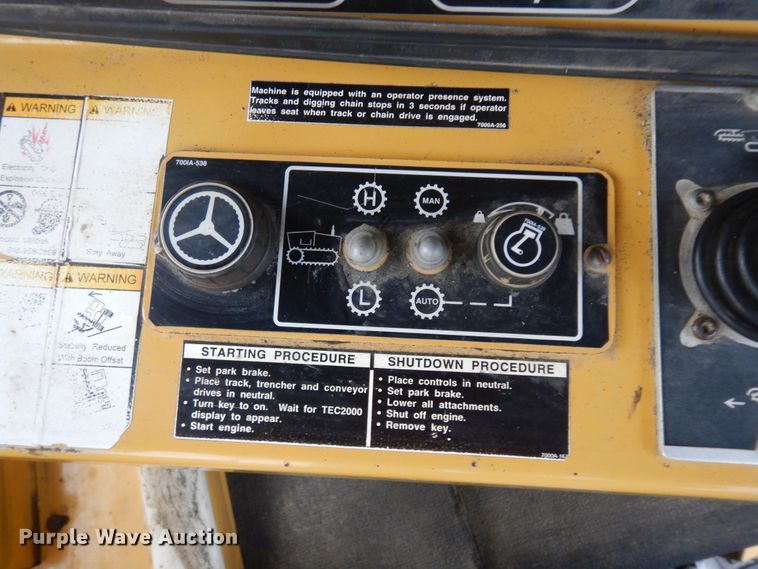 Machine is equipped with an operator presence system.
Tracks and digging chain stops in 3 seconds if operator
leaves seat when track or chain drive is engaged.
7000A-256
WARNING
WARNING
Electricity
Explosion
Stay Away
WARNING
Stability Reduced
With Boom Offset
700IA-538
H
MAN
L
AUTO
STARTING PROCEDURE
• Set park brake.
• Place track, trencher and conveyor
drives in neutral.
• Turn key to on. Wait for TEC2000
display to appear.
• Start engine.
SHUTDOWN PROCEDURE
• Place controls in neutral.
• Set park brake.
• Lower all attachments.
• Shut off engine.
• Remove key.
Purple Wave Auction